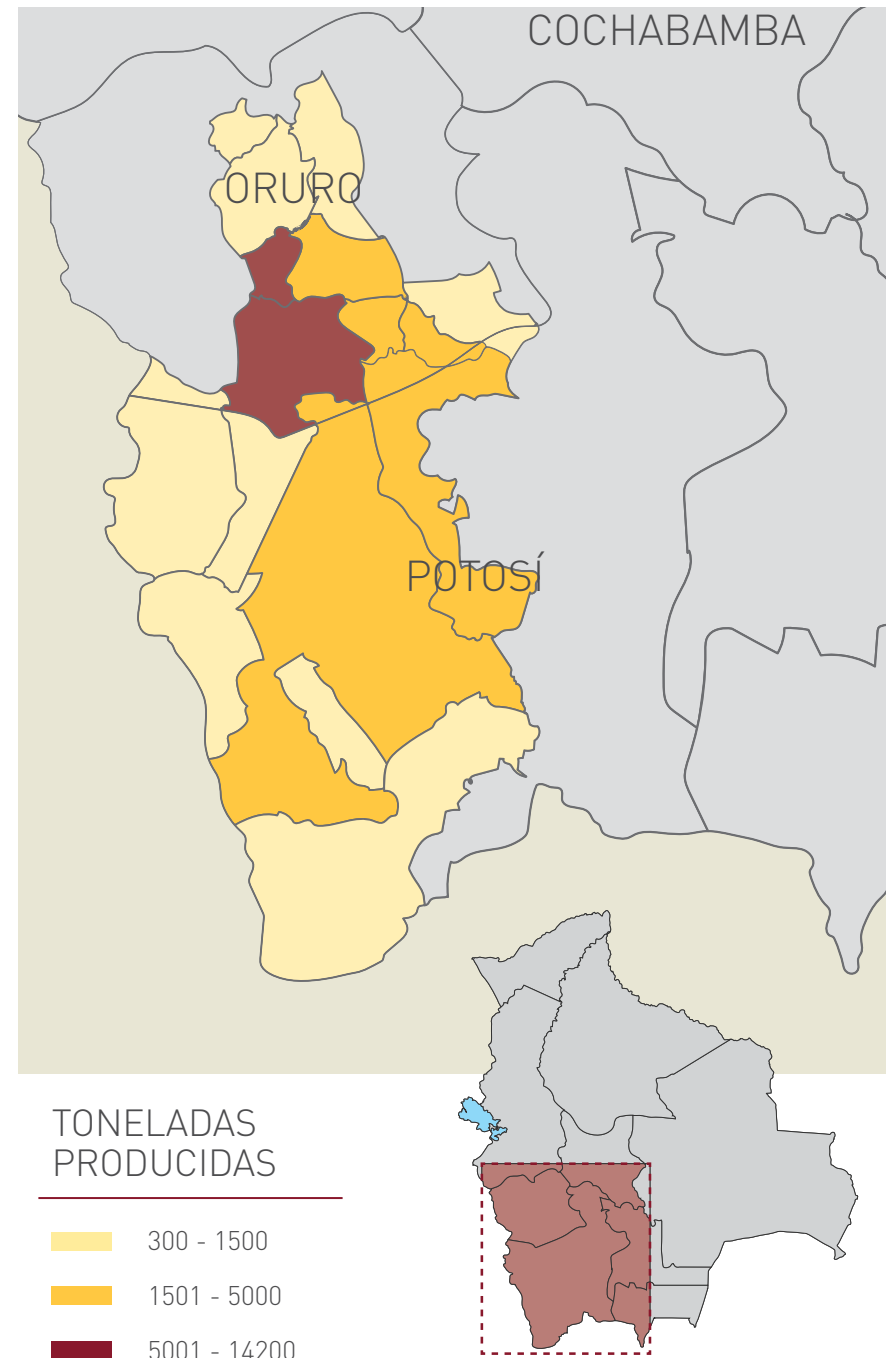 COCHABAMBA
ORURO
POTOSÍ
TONELADAS
PRODUCIDAS
300 - 1500
1501 - 5000
5001 - 14200